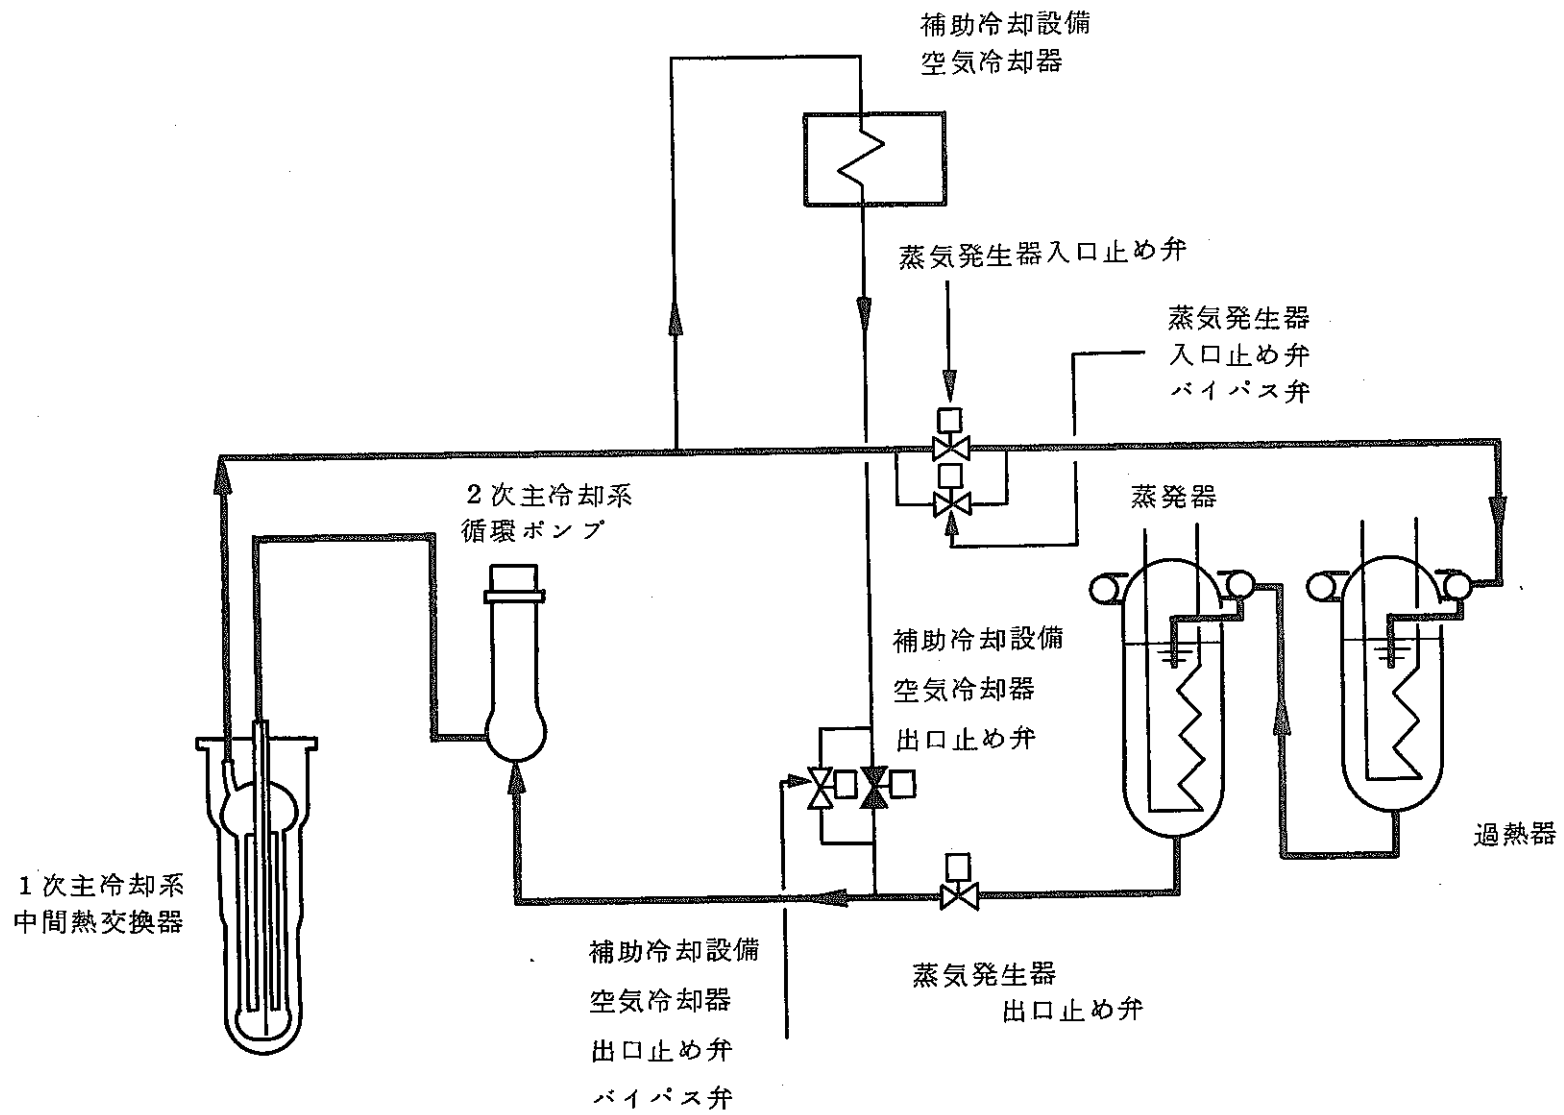 補助冷却設備
空気冷却器
蒸気発生器入口止め弁
蒸気発生器
入口止め弁
バイパス弁
2次主冷却系
循環ポンプ
蒸発器
補助冷却設備
空気冷却器
出口止め弁
過熱器
1次主冷却系
中間熱交換器
補助冷却設備
空気冷却器
出口止め弁
バイパス弁
蒸気発生器
出口止め弁